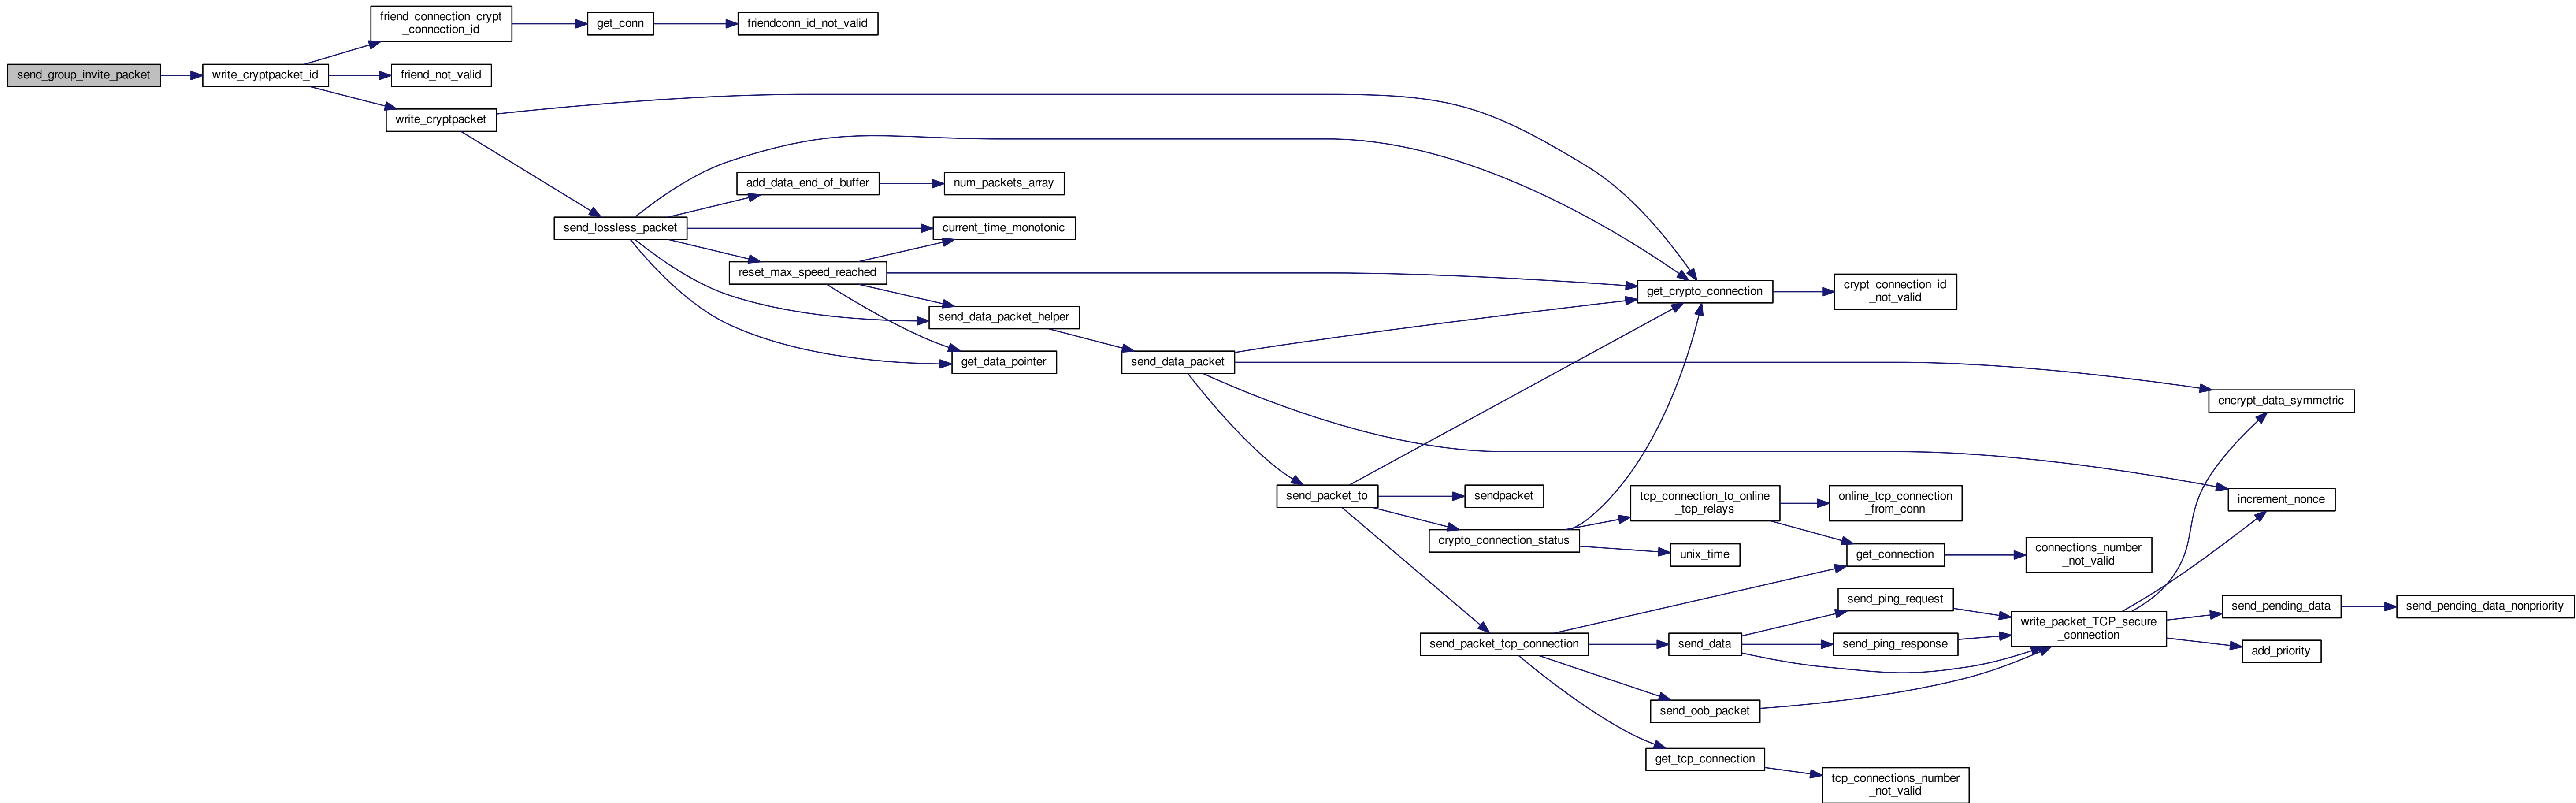 friend_connection_crypt
_connection_id
get_conn
friendconn_id_not_valid
send_group_invite_packet
write_cryptpacket_id
friend_not_valid
write_cryptpacket
add_data_end_of_buffer
num_packets_array
send_lossless_packet
current_time_monotonic
reset_max_speed_reached
get_crypto_connection
crypt_connection_id
_not_valid
send_data_packet_helper
get_data_pointer
send_data_packet
encrypt_data_symmetric
send_packet_to
sendpacket
tcp_connection_to_online
_tcp_relays
online_tcp_connection
_from_conn
increment_nonce
crypto_connection_status
unix_time
get_connection
connections_number
_not_valid
send_ping_request
write_packet_TCP_secure
_connection
send_pending_data
send_pending_data_nonpriority
send_packet_tcp_connection
send_data
send_ping_response
add_priority
send_oob_packet
get_tcp_connection
tcp_connections_number
_not_valid